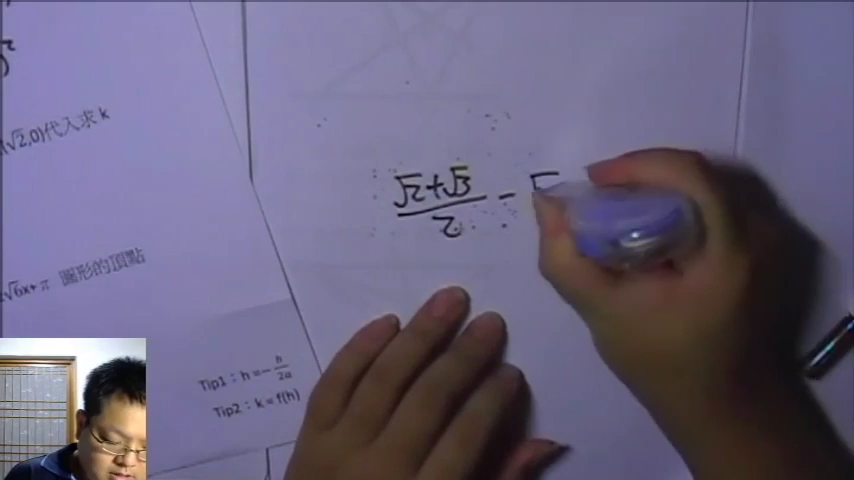 (√2,0)代入求 k
√6x+π 圖形的頂點
Tip1：h=-b/2a
Tip2：k=f(h)
(√2+√3)/2 - √